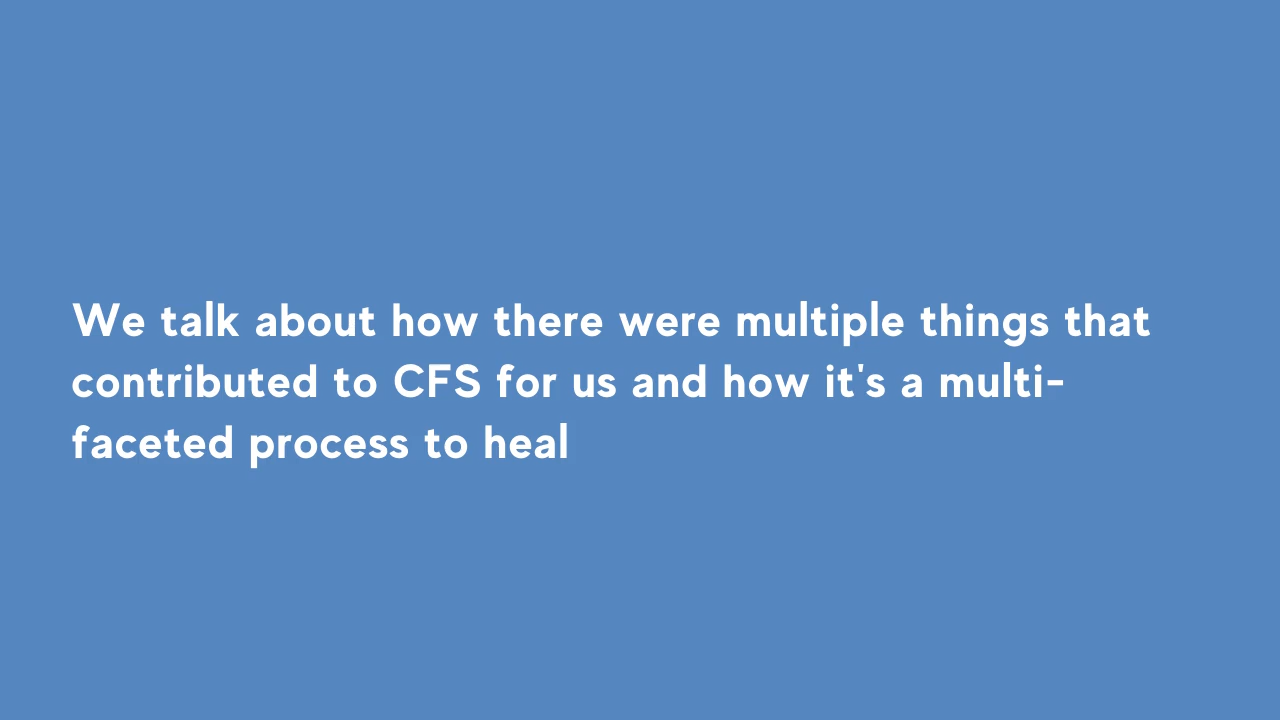 We talk about how there were multiple things that
contributed to CFS for us and how it's a multi-
faceted process to heal